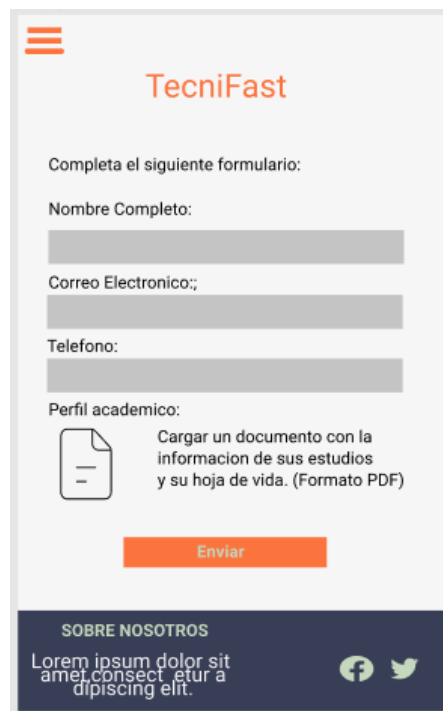 TecniFast
Completa el siguiente formulario:
Nombre Completo:
Correo Electronico:;
Telefono:
Perfil academico:
Cargar un documento con la
informacion de sus estudios
y su hoja de vida. (Formato PDF)
Enviar
SOBRE NOSOTROS
Lorem ipsum dolor sit
amet,consect etur a
dipiscing elit.